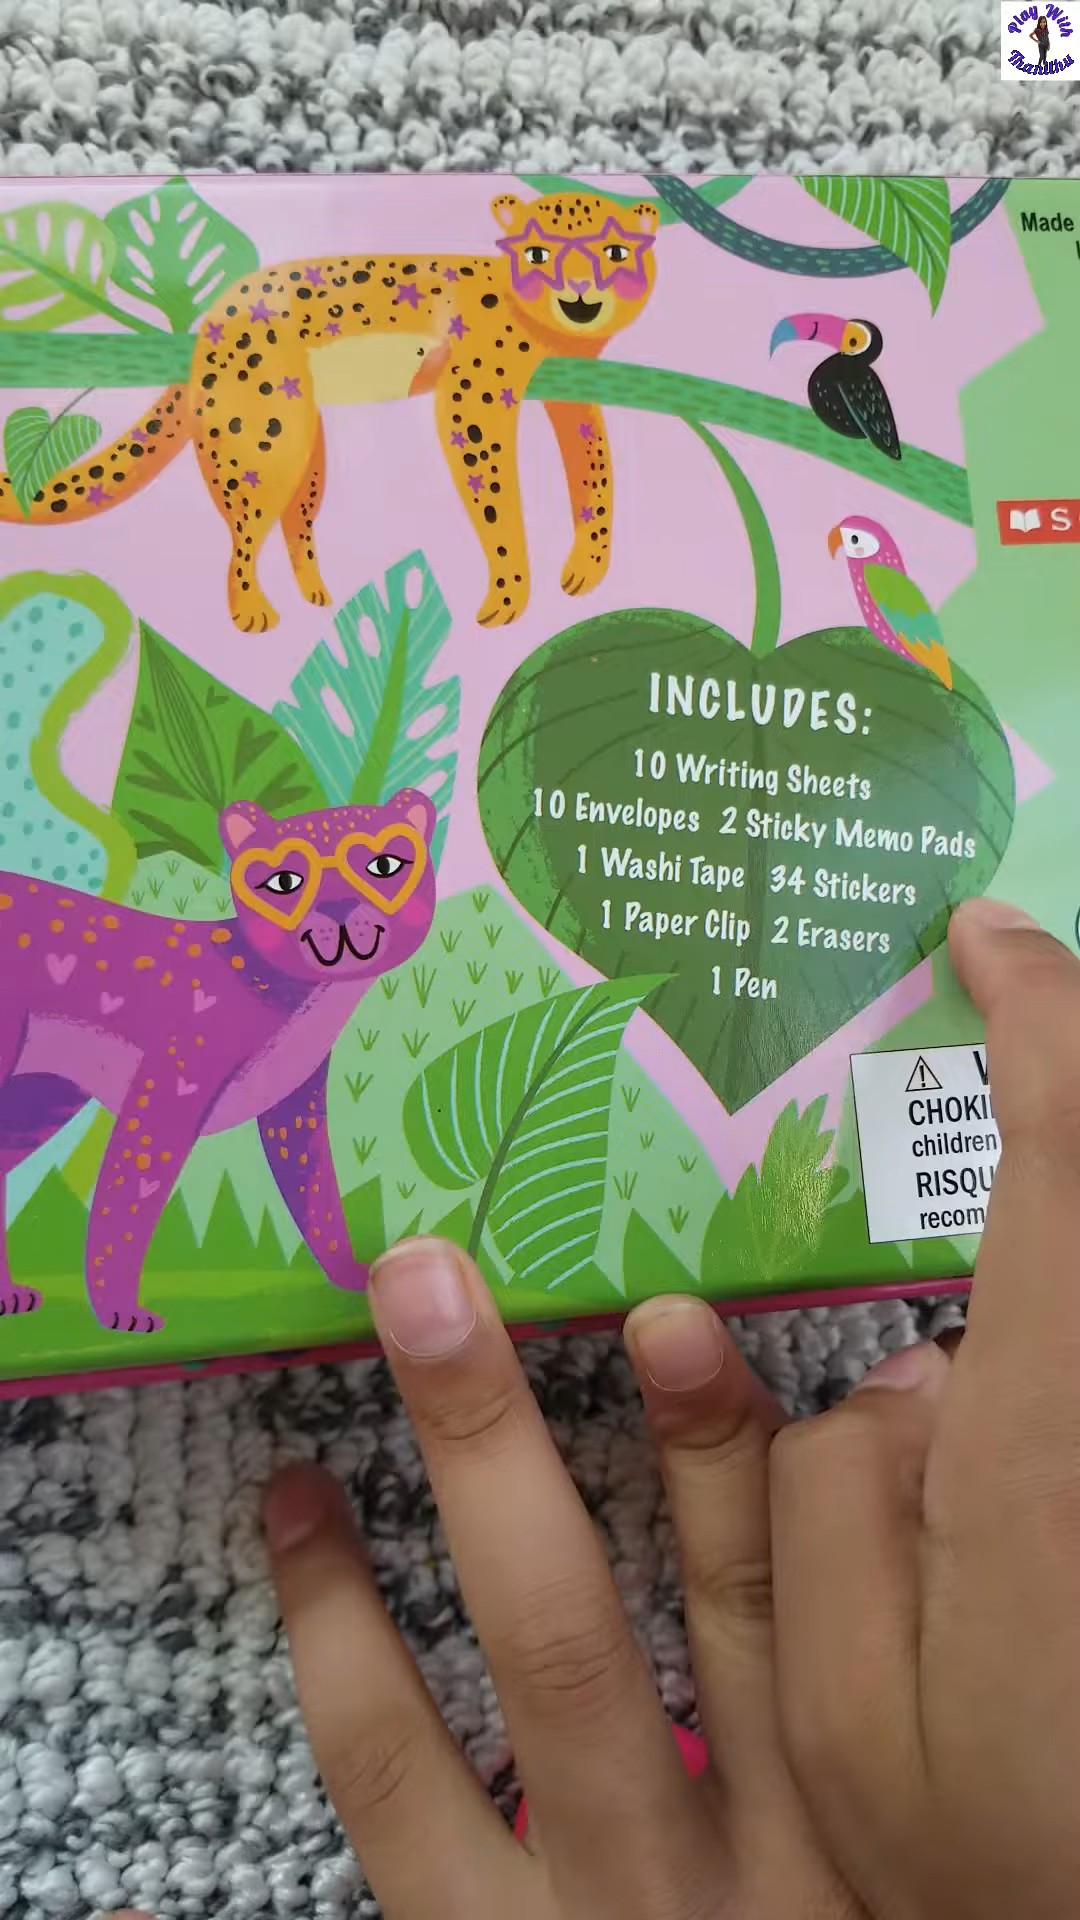 Play With
Thanithu
Made
INCLUDES:
10 Writing Sheets
10 Envelopes 2 Sticky Memo Pads
1 Washi Tape 34 Stickers
1 Paper Clip 2 Erasers
1 Pen
CHOKI
children
RISQU
recom